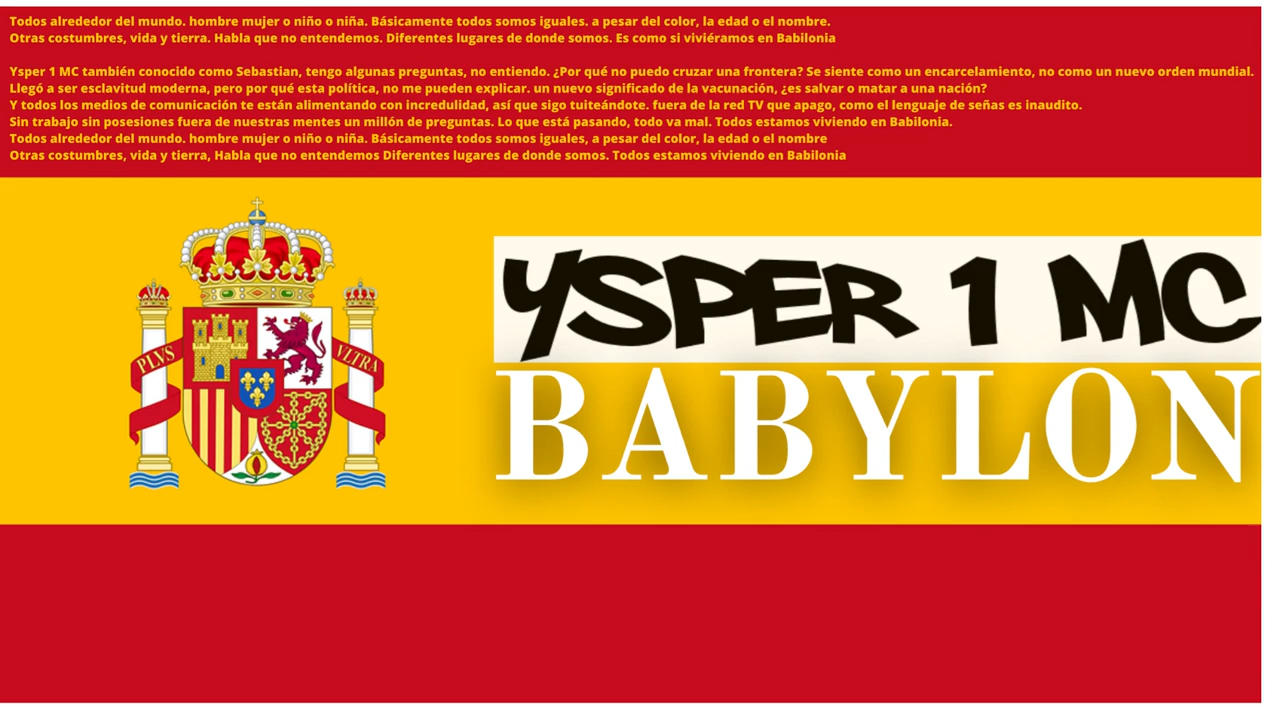 Todos alrededor del mundo. hombre mujer o niño o niña. Básicamente todos somos iguales. a pesar del color, la edad o el nombre.
Otras costumbres, vida y tierra. Habla que no entendemos. Diferentes lugares de donde somos. Es como si viviéramos en Babilonia
Ysper 1 MC también conocido como Sebastian, tengo algunas preguntas, no entiendo. ¿Por qué no puedo cruzar una frontera? Se siente como un encarcelamiento, no como un nuevo orden mundial.
Llegó a ser esclavitud moderna, pero por qué esta política, no me pueden explicar. un nuevo significado de la vacunación, ¿es salvar o matar a una nación?
Y todos los medios de comunicación te están alimentando con incredulidad, así que sigo tuiteándote. fuera de la red TV que apago, como el lenguaje de señas es inaudito.
Sin trabajo sin posesiones fuera de nuestras mentes un millón de preguntas. Lo que está pasando, todo va mal. Todos estamos viviendo en Babilonia.
Todos alrededor del mundo. hombre mujer o niño o niña. Básicamente todos somos iguales, a pesar del color, la edad o el nombre
Otras costumbres, vida y tierra, Habla que no entendemos Diferentes lugares de donde somos. Todos estamos viviendo en Babilonia
YSPER 1 MC
PLVS VLTRA
BABYLON